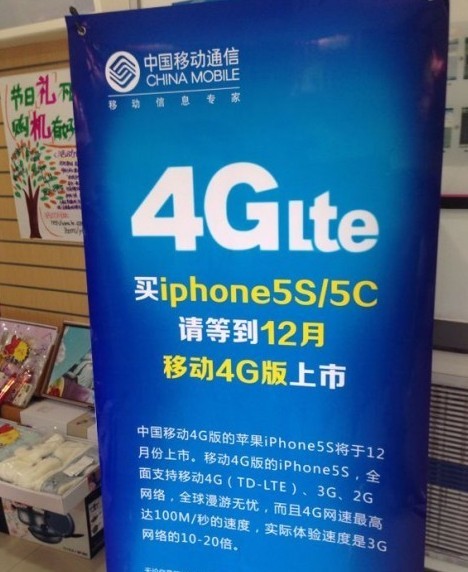 中国移动通信
CHINA MOBILE
移动信息专家
4G Lte
买iphone5S/5C
请等到12月
移动4G版上市
中国移动4G版的苹果iPhone5S将于12
月份上市。移动4G版的iPhone5S，全
面支持移动4G（TD-LTE）、3G、2G
网络，全球漫游无忧，而且4G网速最高
达100M/秒的速度，实际体验速度是3G
网络的10-20倍。
节日礼
购机有